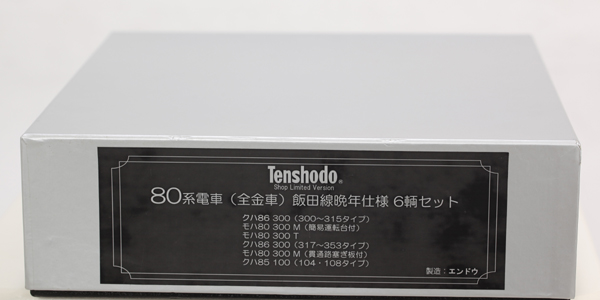 Tenshodo®
Shop Limited Version
80系電車（全金車）飯田線晩年仕様 6輌セット
クハ86 300（300～315タイプ）
モハ80 300 M（簡易運転台付）
モハ80 300 T
クハ86 300（317～353タイプ）
モハ80 300 M（貫通路塞ぎ板付）
クハ85 100（104・108タイプ）
製造：エンドウ